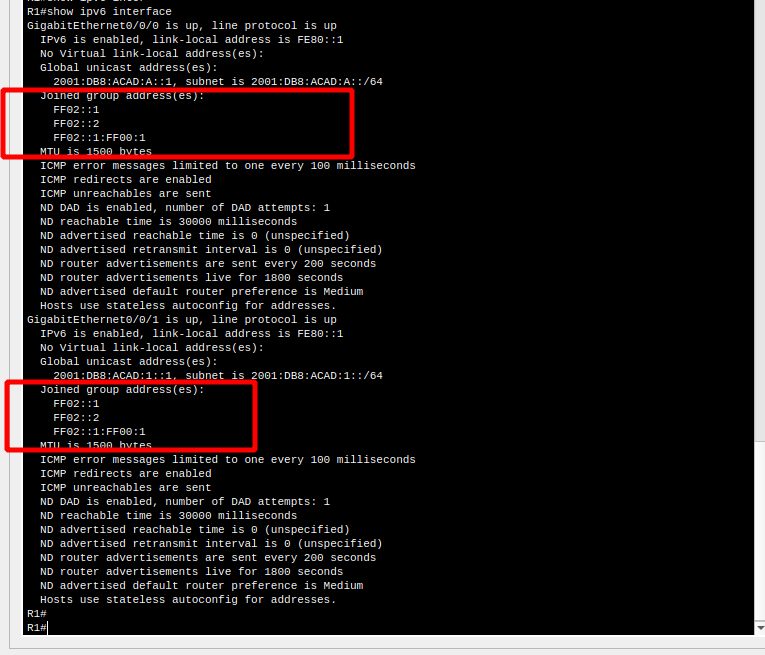 R1#show ipv6 interface
GigabitEthernet0/0/0 is up, line protocol is up
IPv6 is enabled, link-local address is FE80::1
No Virtual link-local address(es):
Global unicast address(es):
2001:DB8:ACAD:A::1, subnet is 2001:DB8:ACAD:A::/64
Joined group address(es):
FF02::1
FF02::2
FF02::1:FF00:1
MTU is 1500 bytes
ICMP error messages limited to one every 100 milliseconds
ICMP redirects are enabled
ICMP unreachables are sent
ND DAD is enabled, number of DAD attempts: 1
ND reachable time is 30000 milliseconds
ND advertised reachable time is 0 (unspecified)
ND advertised retransmit interval is 0 (unspecified)
ND router advertisements are sent every 200 seconds
ND router advertisements live for 1800 seconds
ND advertised default router preference is Medium
Hosts use stateless autoconfig for addresses.
GigabitEthernet0/0/1 is up, line protocol is up
IPv6 is enabled, link-local address is FE80::1
No Virtual link-local address(es):
Global unicast address(es):
2001:DB8:ACAD:1::1, subnet is 2001:DB8:ACAD:1::/64
Joined group address(es):
FF02::1
FF02::2
FF02::1:FF00:1
MTU is 1500 bytes
ICMP error messages limited to one every 100 milliseconds
ICMP redirects are enabled
ICMP unreachables are sent
ND DAD is enabled, number of DAD attempts: 1
ND reachable time is 30000 milliseconds
ND advertised reachable time is 0 (unspecified)
ND advertised retransmit interval is 0 (unspecified)
ND router advertisements are sent every 200 seconds
ND router advertisements live for 1800 seconds
ND advertised default router preference is Medium
Hosts use stateless autoconfig for addresses.
R1#
R1#